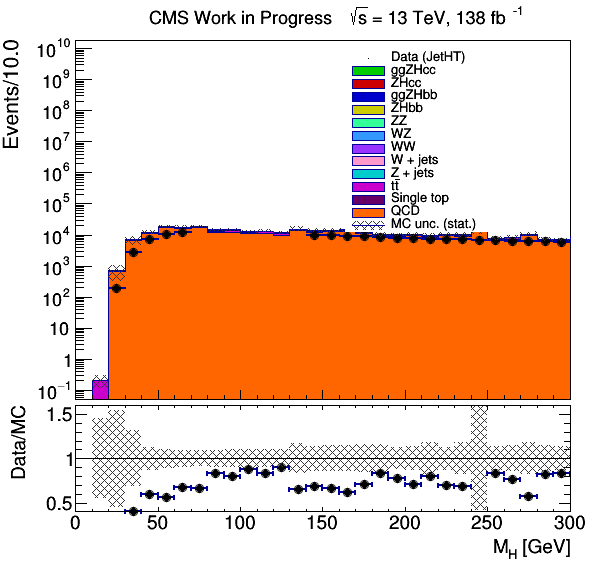 CMS Work in Progress √s = 13 TeV, 138 fb⁻¹
Events/10.0
10¹⁰
10⁹
10⁸
10⁷
10⁶
10⁵
10⁴
10³
10²
10
1
10⁻¹
Data (JetHT)
ggZHcc
ZHcc
ggZHbb
ZHbb
ZZ
WZ
WW
W + jets
Z + jets
tt̄
Single top
QCD
MC unc. (stat.)
Data/MC
1.5
1
0.5
0 50 100 150 200 250 300
M_H [GeV]